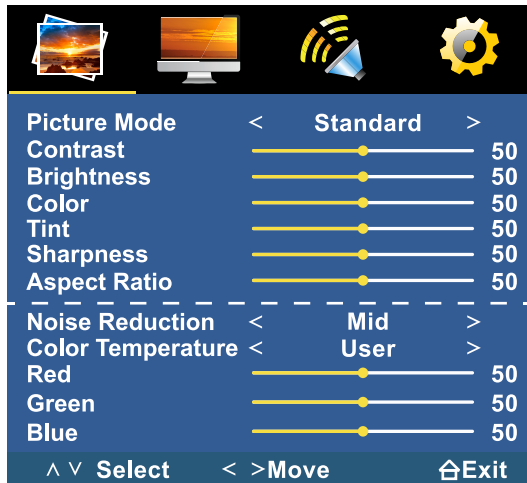 Picture Mode < Standard >
Contrast 50
Brightness 50
Color 50
Tint 50
Sharpness 50
Aspect Ratio 50
Noise Reduction < Mid >
Color Temperature < User >
Red 50
Green 50
Blue 50
∧ ∨ Select < >Move Exit